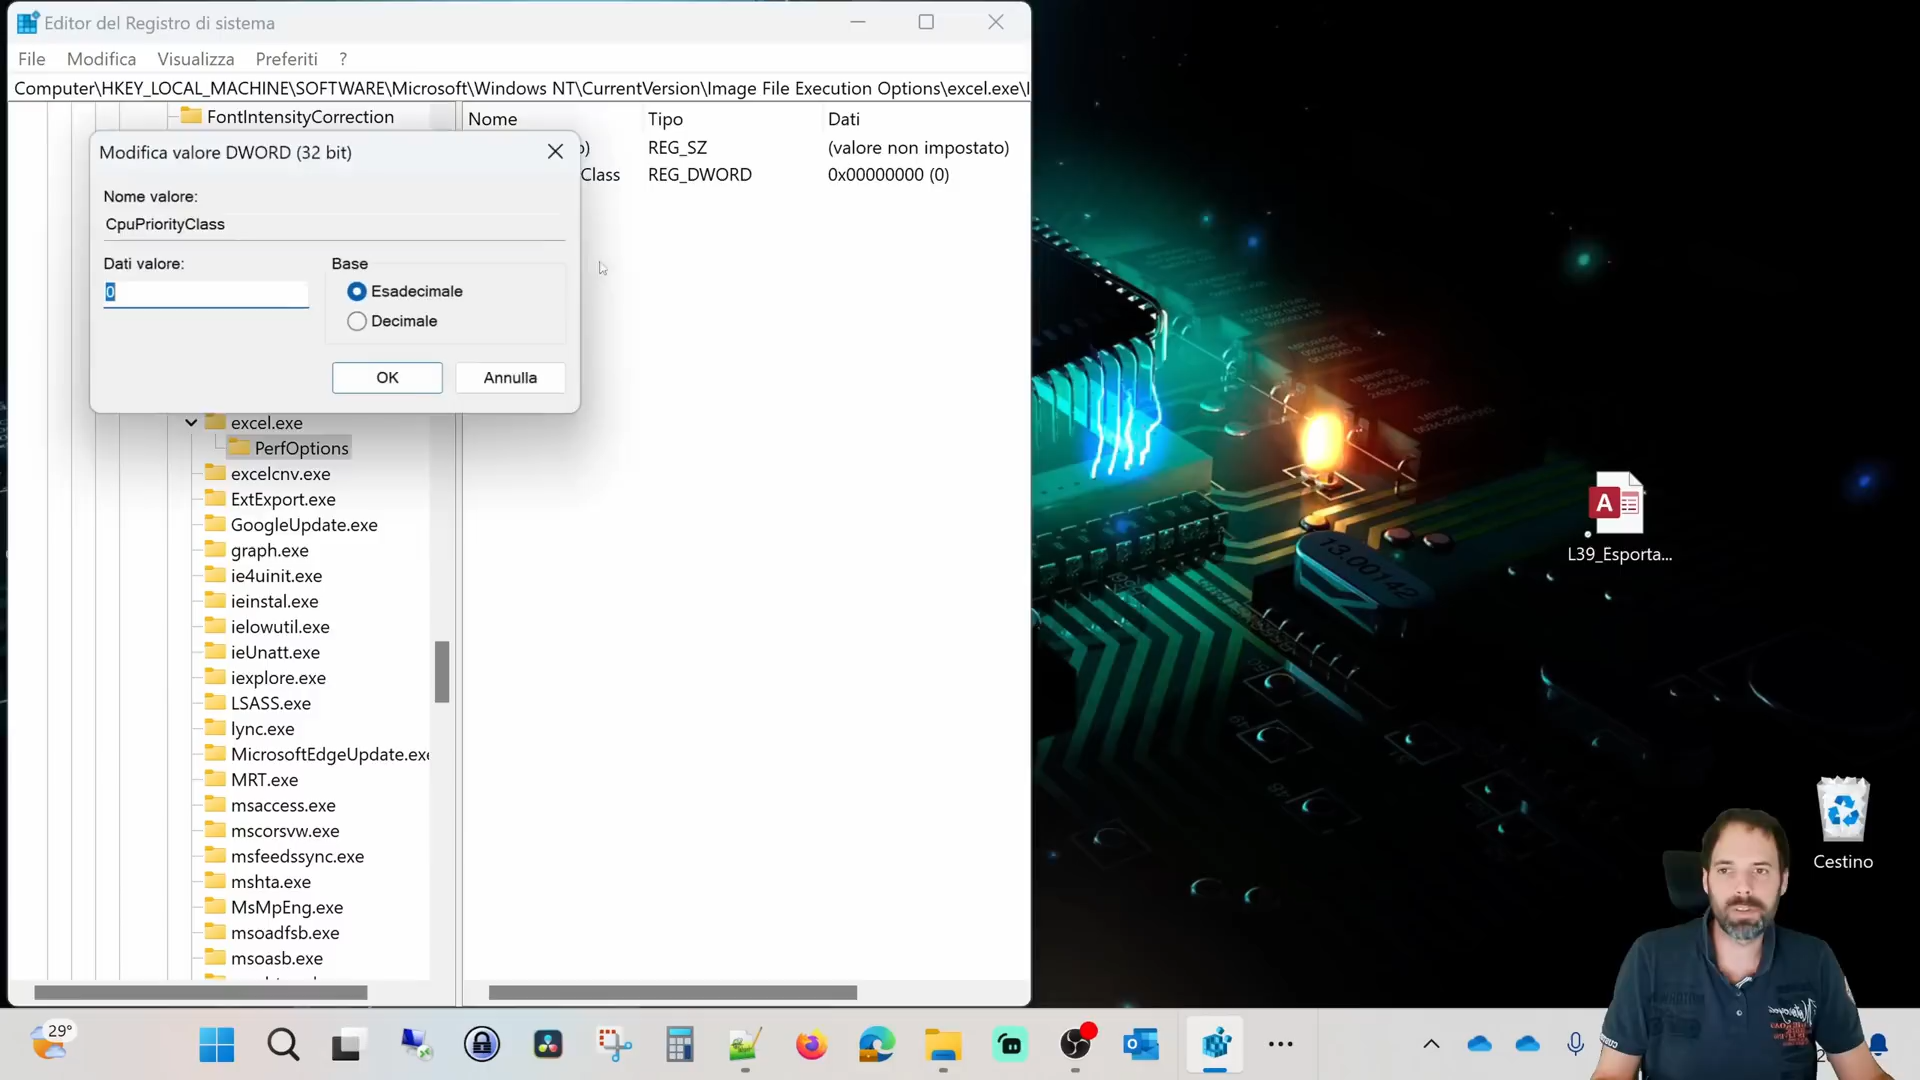 Editor del Registro di sistema
File Modifica Visualizza Preferiti ?
Computer\HKEY_LOCAL_MACHINE\SOFTWARE\Microsoft\Windows NT\CurrentVersion\Image File Execution Options\excel.exe\
FontIntensityCorrection
Nome Tipo Dati
REG_SZ (valore non impostato)
Class REG_DWORD 0x00000000 (0)
Modifica valore DWORD (32 bit)
Nome valore:
CpuPriorityClass
Dati valore:
0
Base
Esadecimale
Decimale
OK Annulla
excel.exe
PerfOptions
excelcnv.exe
ExtExport.exe
GoogleUpdate.exe
graph.exe
ie4uinit.exe
ieinstal.exe
ielowutil.exe
ieUnatt.exe
iexplore.exe
LSASS.exe
lync.exe
MicrosoftEdgeUpdate.exe
MRT.exe
msaccess.exe
mscorsvw.exe
msfeedssync.exe
mshta.exe
MsMpEng.exe
msoadfsb.exe
msoasb.exe
A
L39_Esporta...
13.00142
Cestino
29°